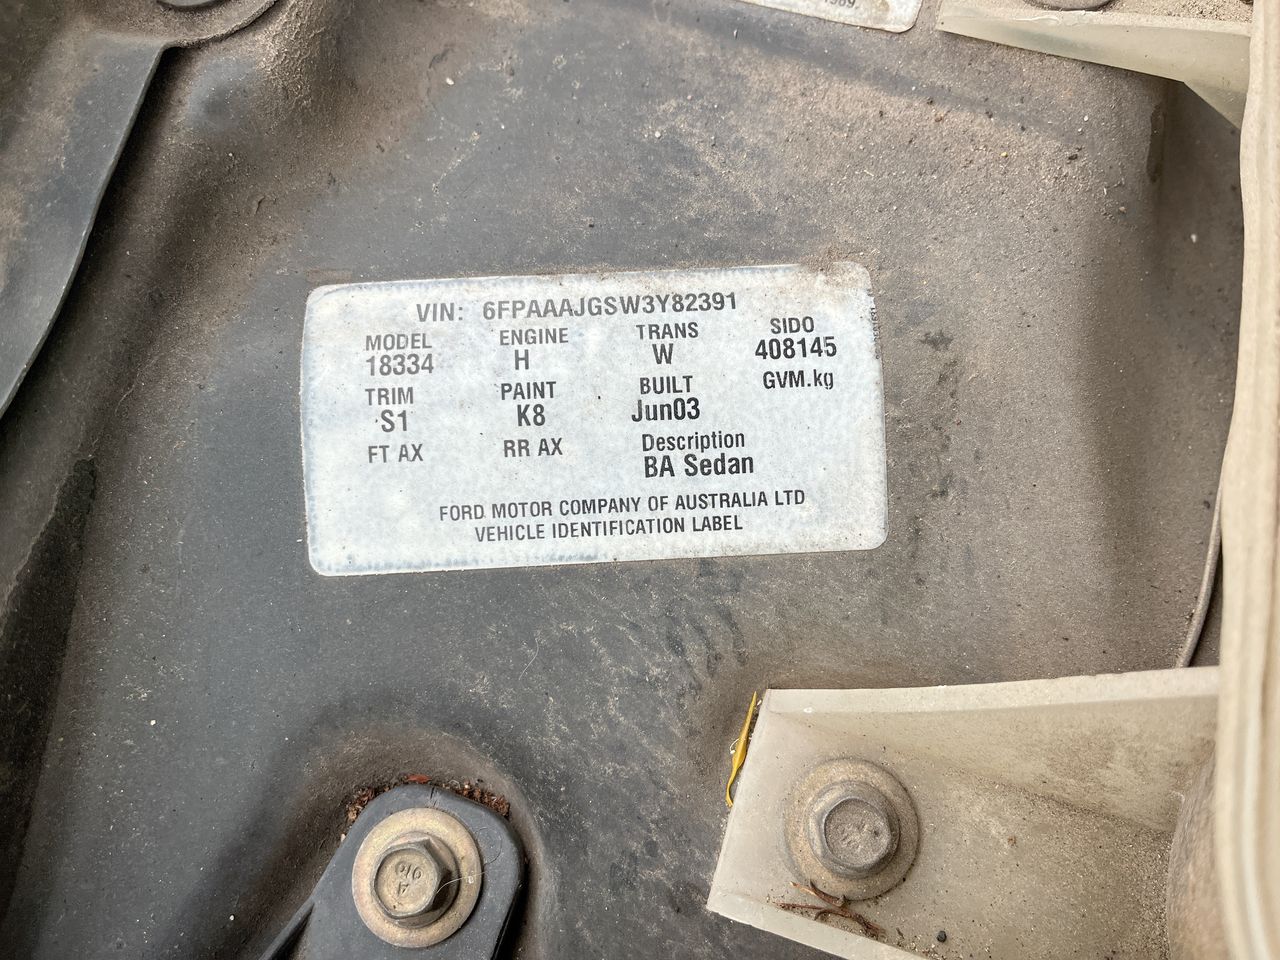 1989.
VIN: 6FPAAAJGSW3Y82391
MODEL ENGINE TRANS SIDO
18334 H W 408145
TRIM PAINT BUILT GVM.kg
S1 K8 Jun03
FT AX RR AX Description
BA Sedan
FORD MOTOR COMPANY OF AUSTRALIA LTD
VEHICLE IDENTIFICATION LABEL